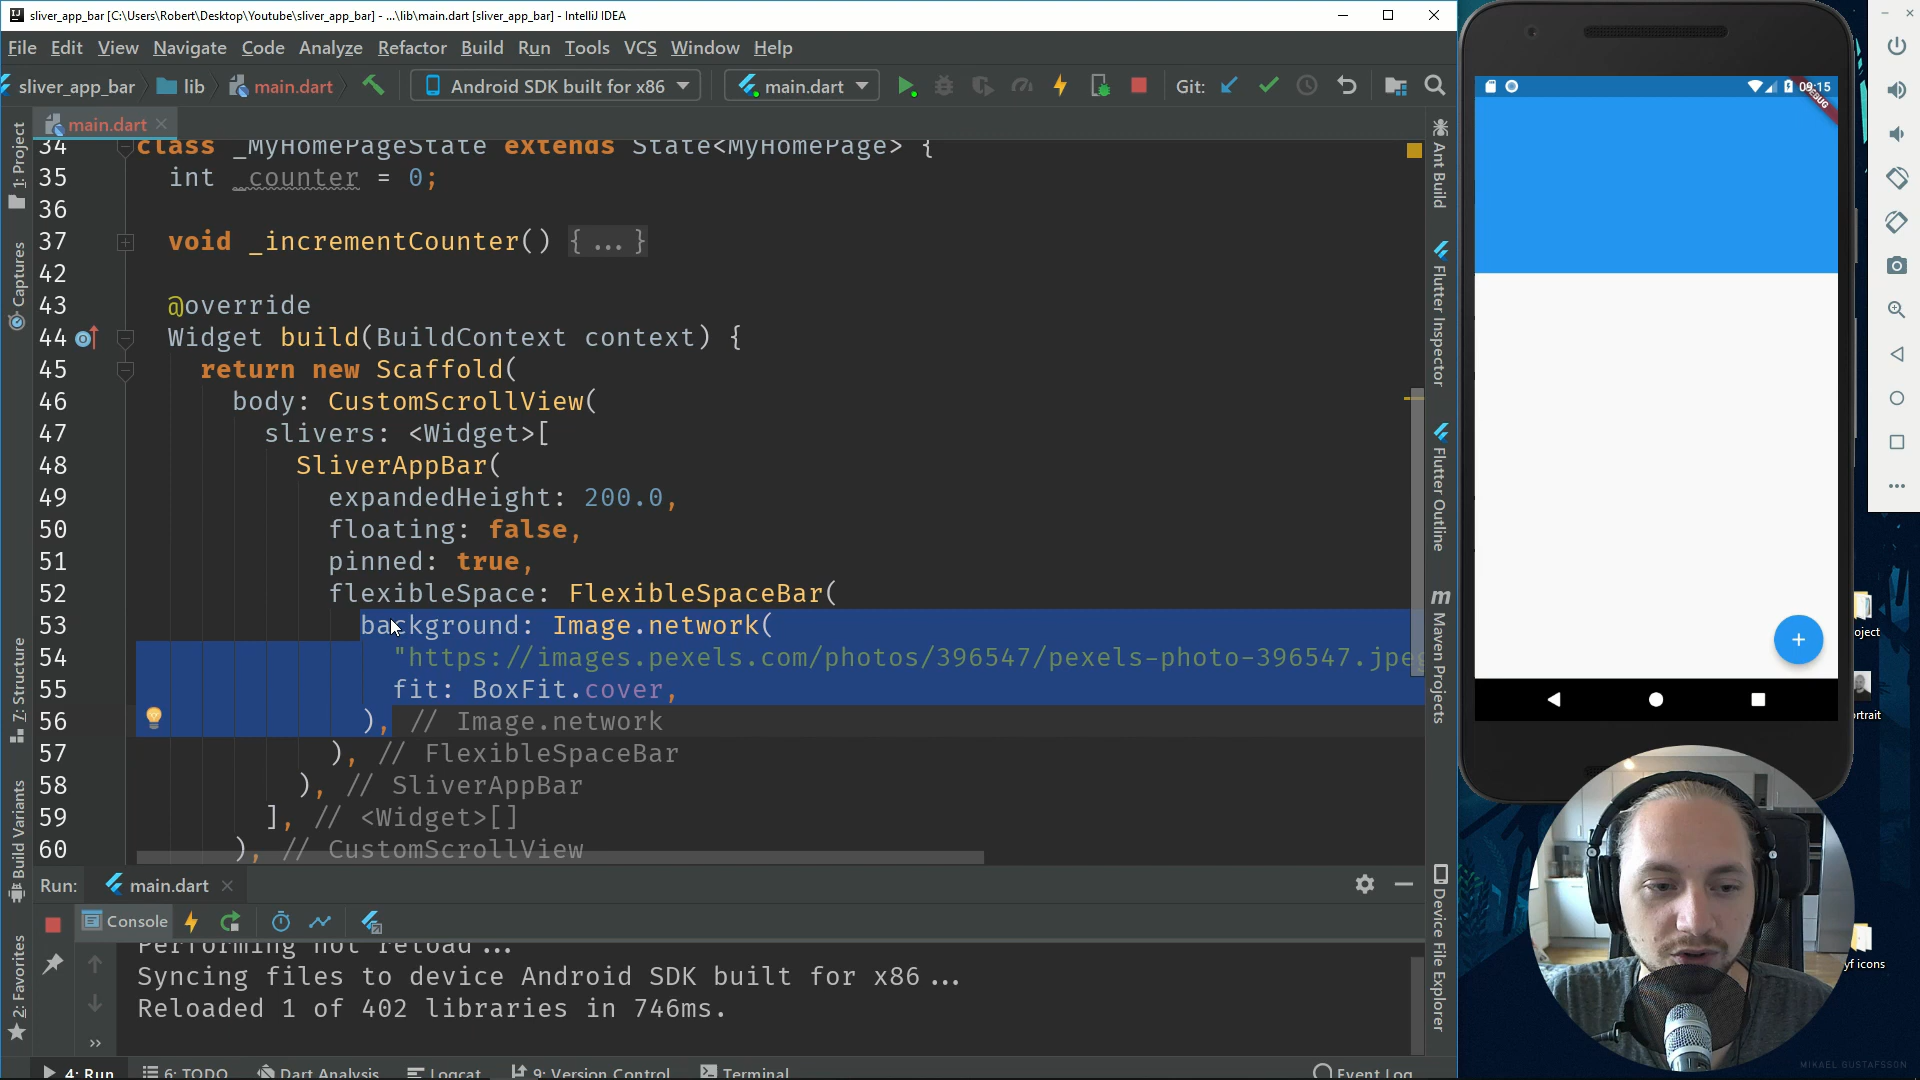 sliver_app_bar [C:\Users\Robert\Desktop\Youtube\sliver_app_bar] - ...\lib\main.dart [sliver_app_bar] - IntelliJ IDEA
File Edit View Navigate Code Analyze Refactor Build Run Tools VCS Window Help
sliver_app_bar lib main.dart Android SDK built for x86 main.dart Git:
main.dart
34 class _MyHomePageState extends State<MyHomePage> {
35 int _counter = 0;
36
37 void _incrementCounter() {...}
42
43 @override
44 Widget build(BuildContext context) {
45 return new Scaffold(
46 body: CustomScrollView(
47 slivers: <Widget>[
48 SliverAppBar(
49 expandedHeight: 200.0,
50 floating: false,
51 pinned: true,
52 flexibleSpace: FlexibleSpaceBar(
53 background: Image.network(
54 "https://images.pexels.com/photos/396547/pexels-photo-396547.jpeg
55 fit: BoxFit.cover,
56 ), // Image.network
57 ), // FlexibleSpaceBar
58 ), // SliverAppBar
59 ], // <Widget>[]
60 ), // CustomScrollView
Run: main.dart
Console
Performing hot reload...
Syncing files to device Android SDK built for x86...
Reloaded 1 of 402 libraries in 746ms.
4: Run 6: TODO Dart Analysis Logcat 9: Version Control Terminal Event Log
1: Project
Captures
7: Structure
Build Variants
2: Favorites
Ant Build
Flutter Inspector
Flutter Outline
m Maven Projects
Device File Explorer
09:15
DEBUG
oject
rtrait
yf icons
MIKAEL GUSTAFSSON